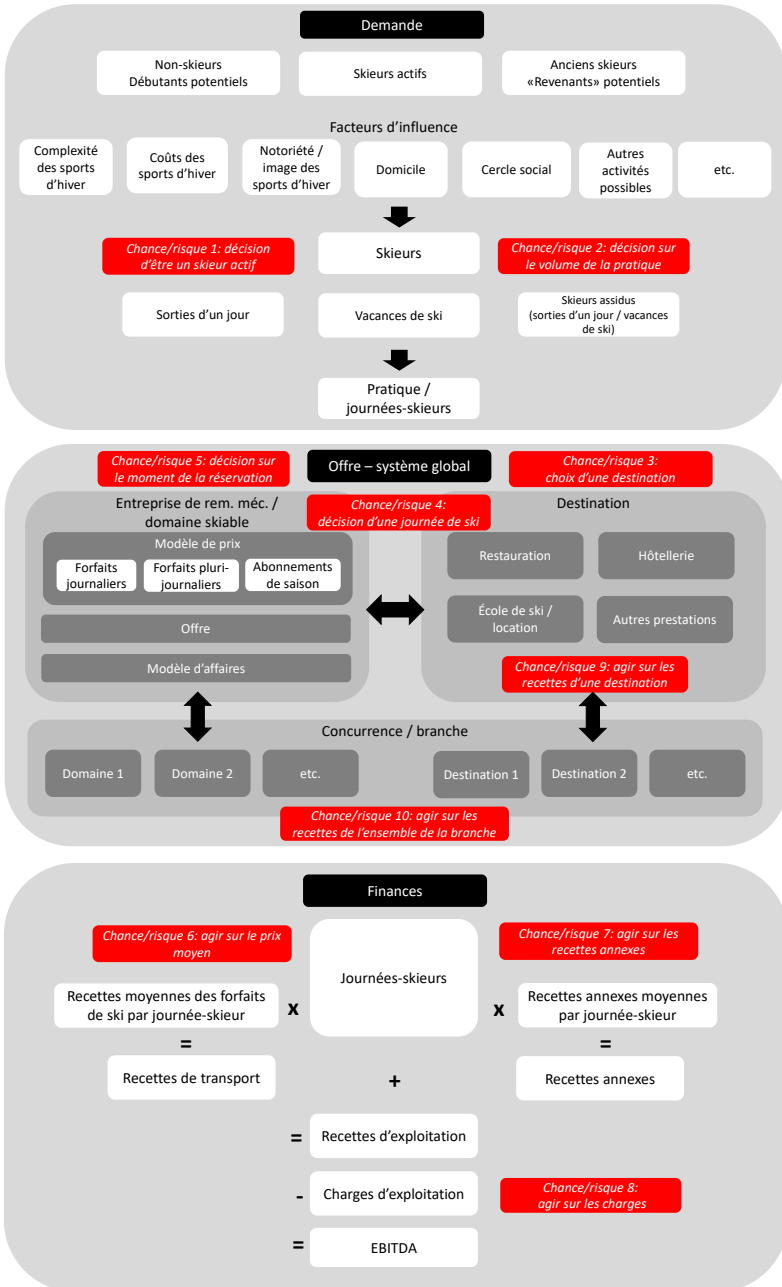 Demande
Non-skieurs
Débutants potentiels
Skieurs actifs
Anciens skieurs
«Revenants» potentiels
Facteurs d'influence
Complexité
des sports
d'hiver
Coûts des
sports d'hiver
Notoriété /
image des
sports d'hiver
Domicile
Cercle social
Autres
activités
possibles
etc.
Chance/risque 1: décision
d'être un skieur actif
Skieurs
Chance/risque 2: décision sur
le volume de la pratique
Sorties d'un jour
Vacances de ski
Skieurs assidus
(sorties d'un jour / vacances
de ski)
Pratique /
journées-skieurs
Chance/risque 5: décision sur
le moment de la réservation
Offre – système global
Chance/risque 3:
choix d'une destination
Entreprise de rem. méc. /
domaine skiable
Chance/risque 4:
décision d'une journée de ski
Destination
Modèle de prix
Forfaits
journaliers
Forfaits pluri-
journaliers
Abonnements
de saison
Offre
Modèle d'affaires
Restauration
Hôtellerie
École de ski /
location
Autres prestations
Chance/risque 9: agir sur les
recettes d'une destination
Concurrence / branche
Domaine 1
Domaine 2
etc.
Destination 1
Destination 2
etc.
Chance/risque 10: agir sur les
recettes de l'ensemble de la branche
Finances
Chance/risque 6: agir sur le prix
moyen
Journées-skieurs
Chance/risque 7: agir sur les
recettes annexes
Recettes moyennes des forfaits
de ski par journée-skieur
x
x
Recettes annexes moyennes
par journée-skieur
=
=
Recettes de transport
+
Recettes annexes
= Recettes d'exploitation
- Charges d'exploitation
Chance/risque 8:
agir sur les charges
= EBITDA